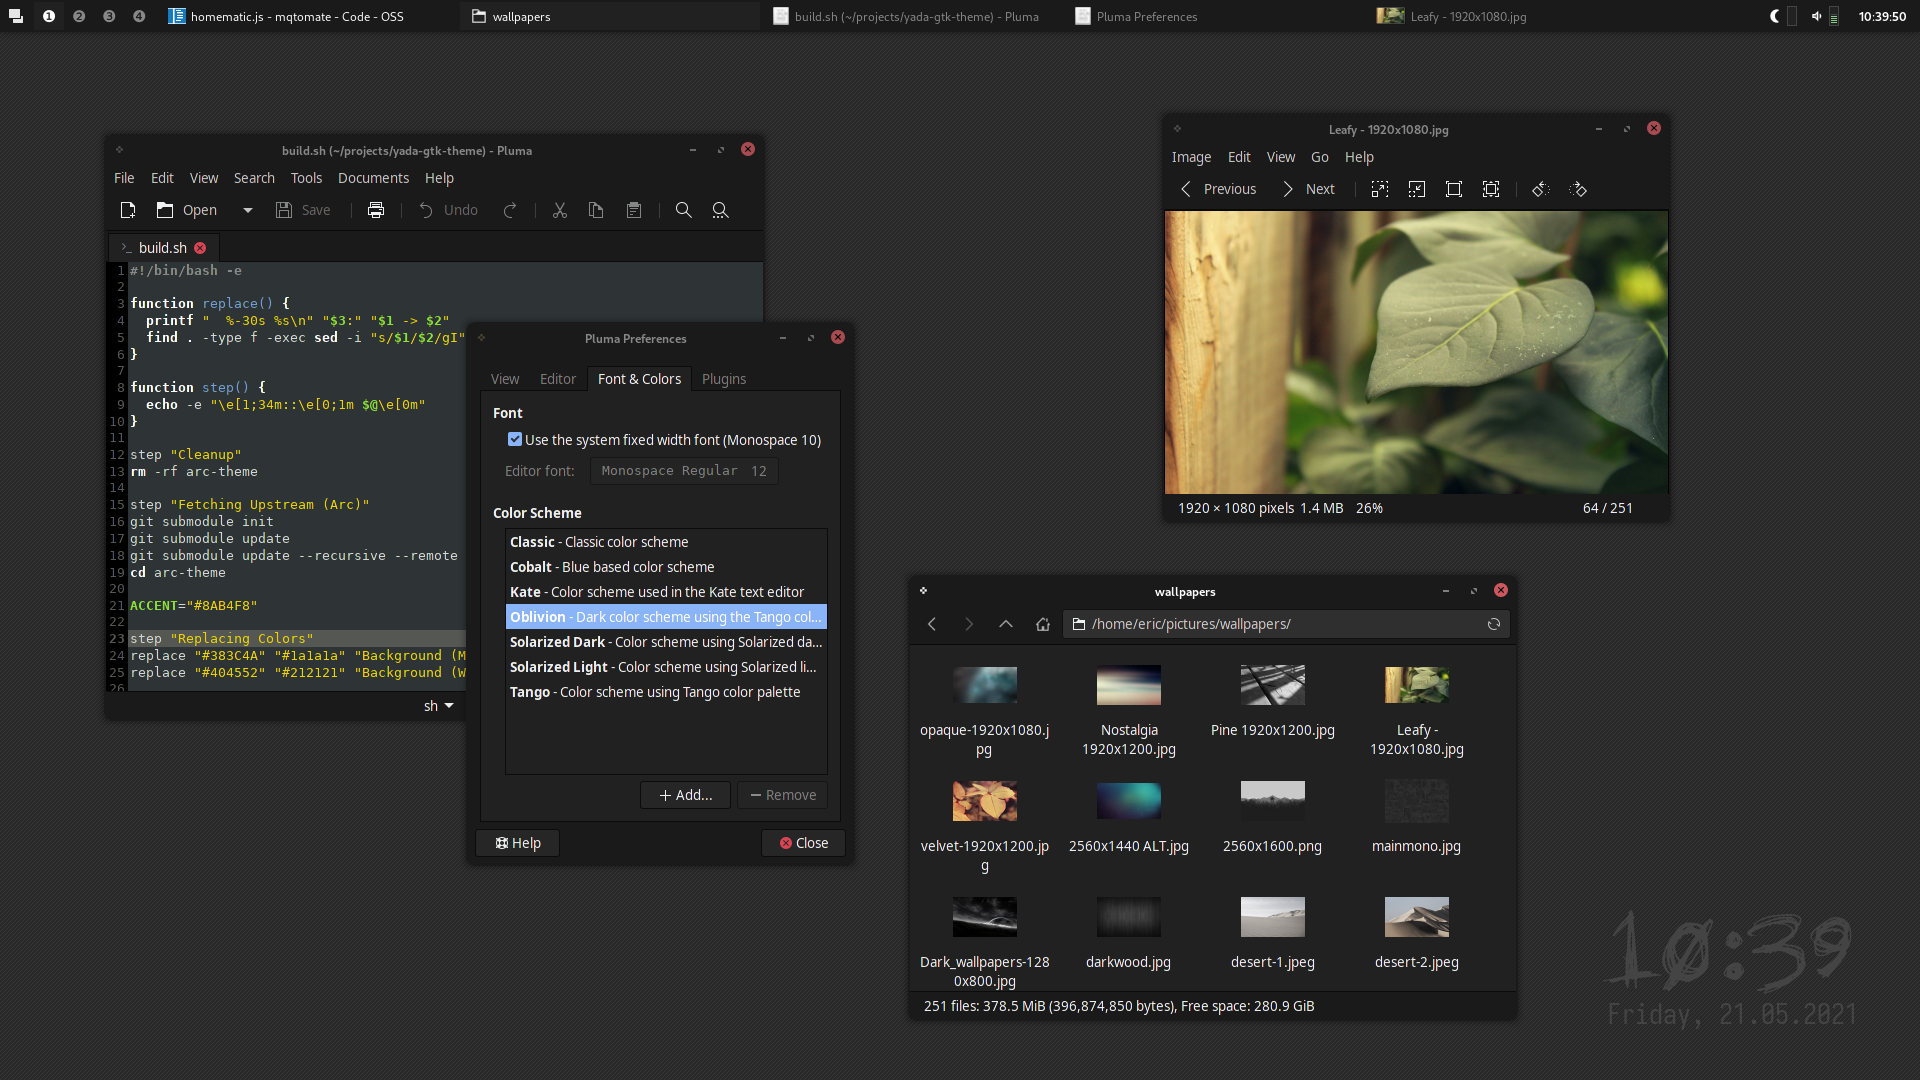 1 2 3 4 homematic.js - mqtomate - Code - OSS wallpapers build.sh (~/projects/yada-gtk-theme) - Pluma Pluma Preferences Leafy - 1920x1080.jpg 10:39:50
build.sh (~/projects/yada-gtk-theme) - Pluma
File Edit View Search Tools Documents Help
Open Save Undo
build.sh
1 #!/bin/bash -e
2
3 function replace() {
4 printf "  %-30s %s\n" "$3:" "$1 -> $2"
5 find . -type f -exec sed -i "s/$1/$2/gI"
6 }
7
8 function step() {
9 echo -e "\e[1;34m::\e[0;1m $@\e[0m"
10 }
11
12 step "Cleanup"
13 rm -rf arc-theme
14
15 step "Fetching Upstream (Arc)"
16 git submodule init
17 git submodule update
18 git submodule update --recursive --remote
19 cd arc-theme
20
21 ACCENT="#8AB4F8"
22
23 step "Replacing Colors"
24 replace "#383C4A" "#1a1a1a" "Background (M
25 replace "#404552" "#212121" "Background (W
26
sh
Pluma Preferences
View Editor Font & Colors Plugins
Font
Use the system fixed width font (Monospace 10)
Editor font: Monospace Regular 12
Color Scheme
Classic - Classic color scheme
Cobalt - Blue based color scheme
Kate - Color scheme used in the Kate text editor
Oblivion - Dark color scheme using the Tango col...
Solarized Dark - Color scheme using Solarized da...
Solarized Light - Color scheme using Solarized li...
Tango - Color scheme using Tango color palette
Add... Remove
Help Close
Leafy - 1920x1080.jpg
Image Edit View Go Help
Previous Next
1920 × 1080 pixels 1.4 MB 26% 64 / 251
wallpapers
/home/eric/pictures/wallpapers/
opaque-1920x1080.j
pg
Nostalgia
1920x1200.jpg
Pine 1920x1200.jpg
Leafy -
1920x1080.jpg
velvet-1920x1200.jp
g
2560x1440 ALT.jpg
2560x1600.png
mainmono.jpg
Dark_wallpapers-128
0x800.jpg
darkwood.jpg
desert-1.jpeg
desert-2.jpeg
251 files: 378.5 MiB (396,874,850 bytes), Free space: 280.9 GiB
10:39
Friday, 21.05.2021